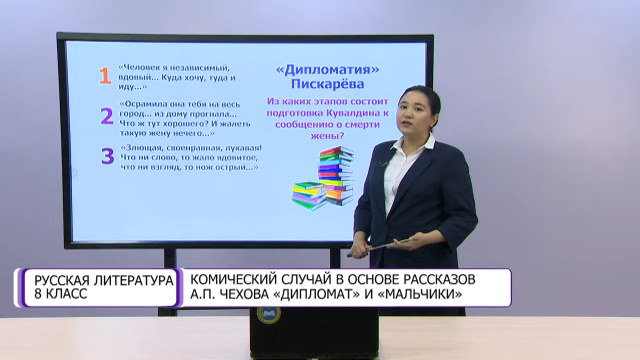 1 «Человек я независимый,
вдовый... Куда хочу, туда и
иду...»
2 «Осрамила она тебя на весь
город... из дому прогнала...
Что ж тут хорошего? И жалеть
такую жену нечего...»
3 «Злющая, своенравная, лукавая!
Что ни слово, то жало ядовитое,
что ни взгляд, то нож острый...»
«Дипломатия»
Пискарёва
Из каких этапов состоит
подготовка Кувалдина к
сообщению о смерти
жены?
РУССКАЯ ЛИТЕРАТУРА
8 КЛАСС
КОМИЧЕСКИЙ СЛУЧАЙ В ОСНОВЕ РАССКАЗОВ
А.П. ЧЕХОВА «ДИПЛОМАТ» И «МАЛЬЧИКИ»